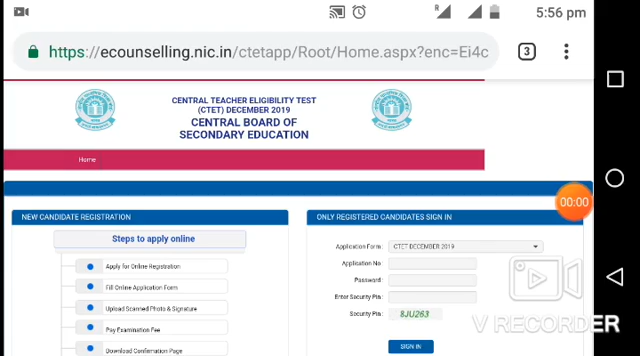 5:56 pm
https://ecounselling.nic.in/ctetapp/Root/Home.aspx?enc=Ei4c
3
CENTRAL TEACHER ELIGIBILITY TEST
(CTET) DECEMBER 2019
CENTRAL BOARD OF
SECONDARY EDUCATION
Home
00:00
NEW CANDIDATE REGISTRATION
Steps to apply online
Apply for Online Registration
Fill Online Application Form
Upload Scanned Photo & Signature
Pay Examination Fee
Download Confirmation Page
ONLY REGISTERED CANDIDATES SIGN IN
Application Form: CTET DECEMBER 2019
Application No:
Password:
Enter Security Pin:
Security Pin: 8JU263
SIGN IN
V RECORDER